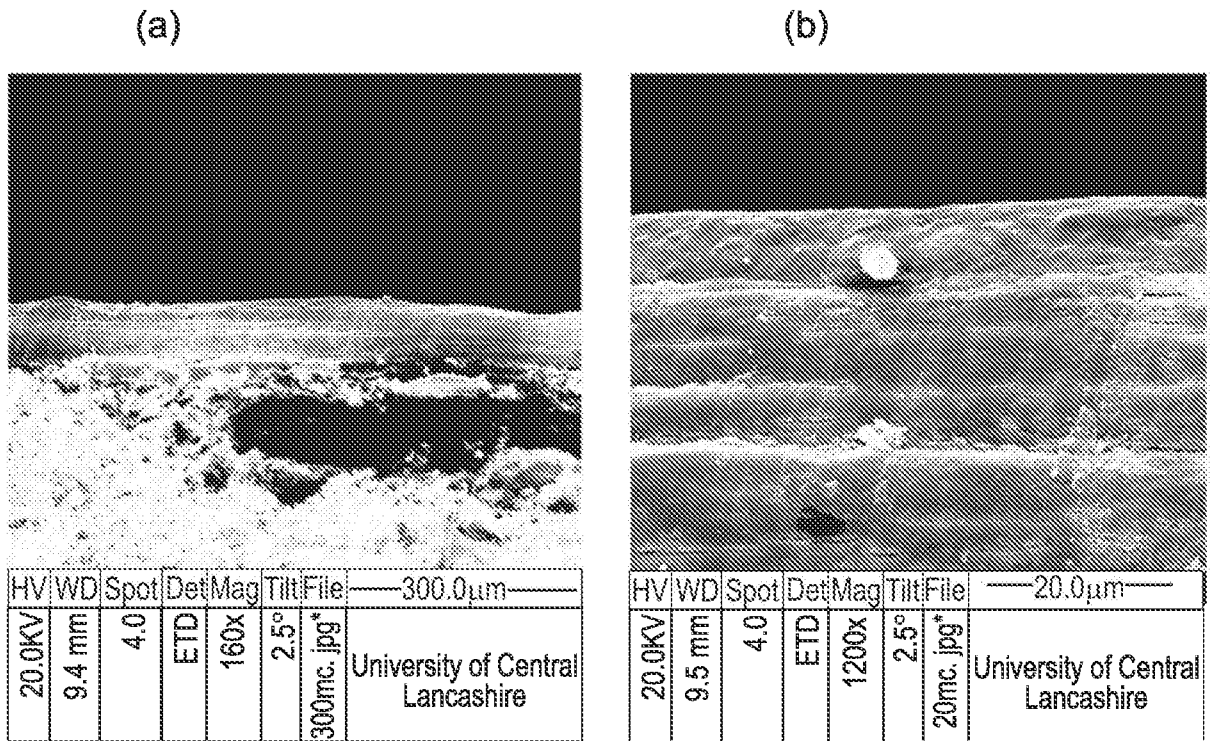 (a)
(b)
HV WD Spot Det Mag Tilt File 300.0μm
20.0KV 9.4 mm 4.0 ETD 160x 2.5° 300mc. jpg* University of Central
Lancashire
HV WD Spot Det Mag Tilt File 20.0μm
20.0KV 9.5 mm 4.0 ETD 1200x 2.5° 20mc. jpg* University of Central
Lancashire